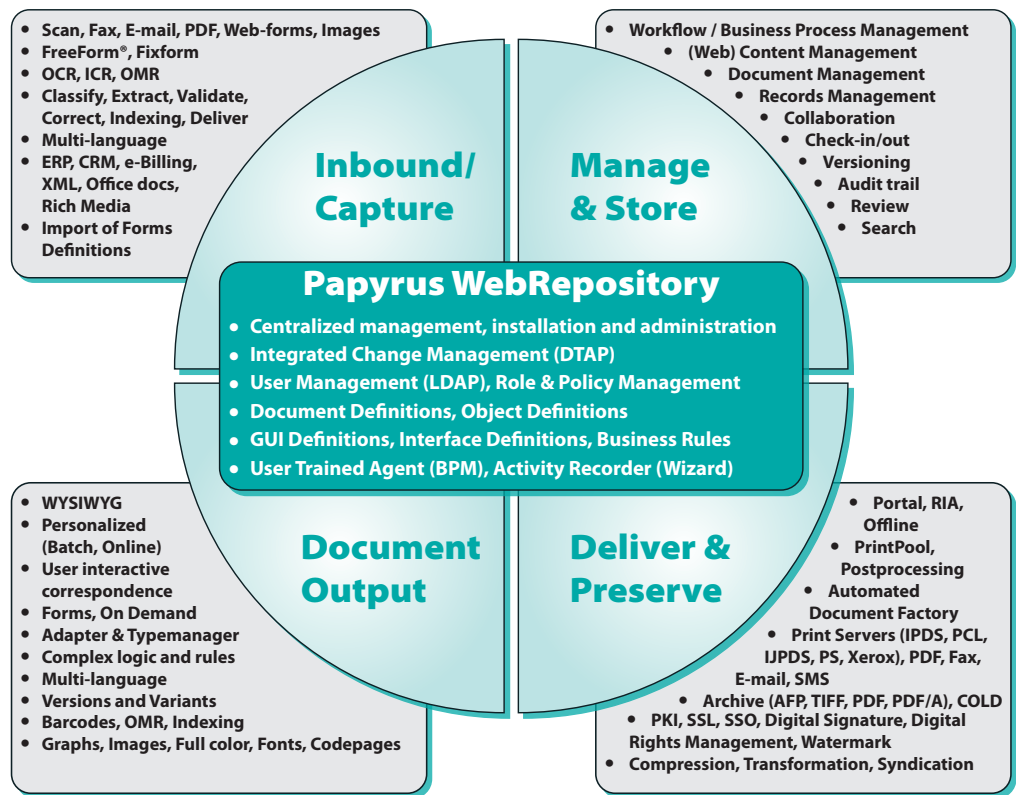 • Scan, Fax, E-mail, PDF, Web-forms, Images
• FreeForm®, Fixform
• OCR, ICR, OMR
• Classify, Extract, Validate,
Correct, Indexing, Deliver
• Multi-language
• ERP, CRM, e-Billing,
XML, Office docs,
Rich Media
• Import of Forms
Definitions
Inbound/
Capture
• Workflow / Business Process Management
• (Web) Content Management
• Document Management
• Records Management
• Collaboration
• Check-in/out
• Versioning
• Audit trail
• Review
• Search
Manage
& Store
Papyrus WebRepository
• Centralized management, installation and administration
• Integrated Change Management (DTAP)
• User Management (LDAP), Role & Policy Management
• Document Definitions, Object Definitions
• GUI Definitions, Interface Definitions, Business Rules
• User Trained Agent (BPM), Activity Recorder (Wizard)
• WYSIWYG
• Personalized
(Batch, Online)
• User interactive
correspondence
• Forms, On Demand
• Adapter & Typemanager
• Complex logic and rules
• Multi-language
• Versions and Variants
• Barcodes, OMR, Indexing
• Graphs, Images, Full color, Fonts, Codepages
Document
Output
Deliver &
Preserve
• Portal, RIA,
Offline
• PrintPool,
Postprocessing
• Automated
Document Factory
• Print Servers (IPDS, PCL,
IJPDS, PS, Xerox), PDF, Fax,
E-mail, SMS
• Archive (AFP, TIFF, PDF, PDF/A), COLD
• PKI, SSL, SSO, Digital Signature, Digital
Rights Management, Watermark
• Compression, Transformation, Syndication